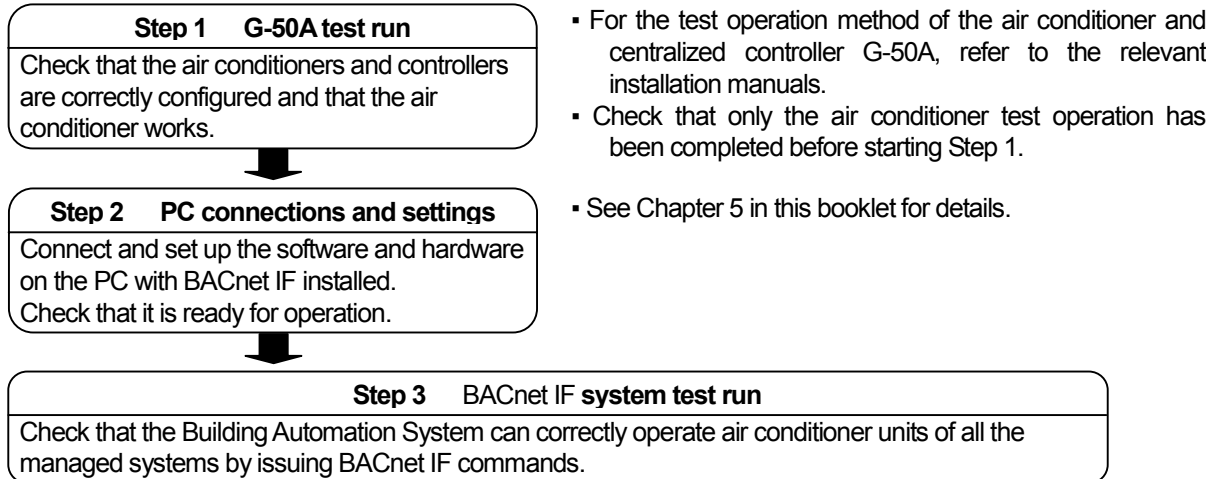 Step 1 G-50A test run
Check that the air conditioners and controllers
are correctly configured and that the air
conditioner works.
▪ For the test operation method of the air conditioner and
centralized controller G-50A, refer to the relevant
installation manuals.
▪ Check that only the air conditioner test operation has
been completed before starting Step 1.
Step 2 PC connections and settings
Connect and set up the software and hardware
on the PC with BACnet IF installed.
Check that it is ready for operation.
▪ See Chapter 5 in this booklet for details.
Step 3 BACnet IF system test run
Check that the Building Automation System can correctly operate air conditioner units of all the
managed systems by issuing BACnet IF commands.